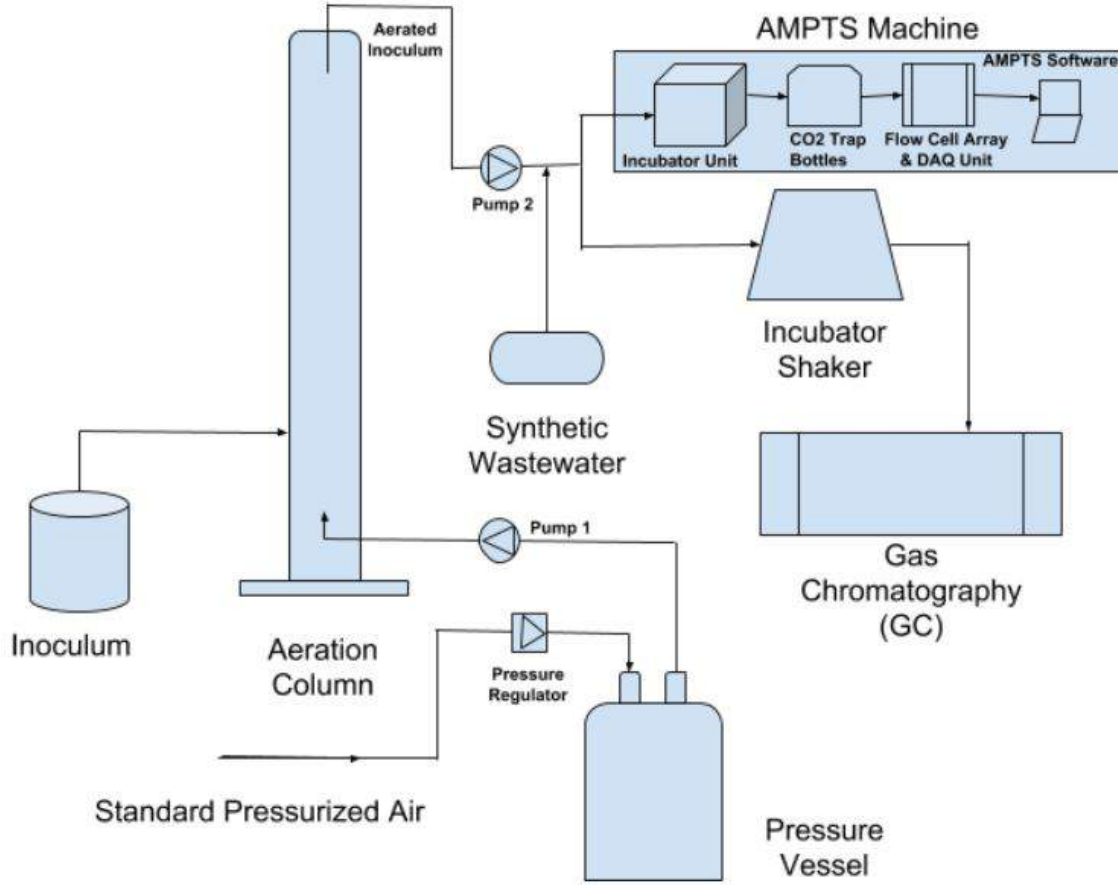 AMPTS Machine
Aerated
Inoculum
AMPTS Software
Incubator Unit
CO2 Trap
Bottles
Flow Cell Array
& DAQ Unit
Pump 2
Incubator
Shaker
Synthetic
Wastewater
Pump 1
Gas
Chromatography
(GC)
Inoculum
Aeration
Column
Pressure
Regulator
Standard Pressurized Air
Pressure
Vessel